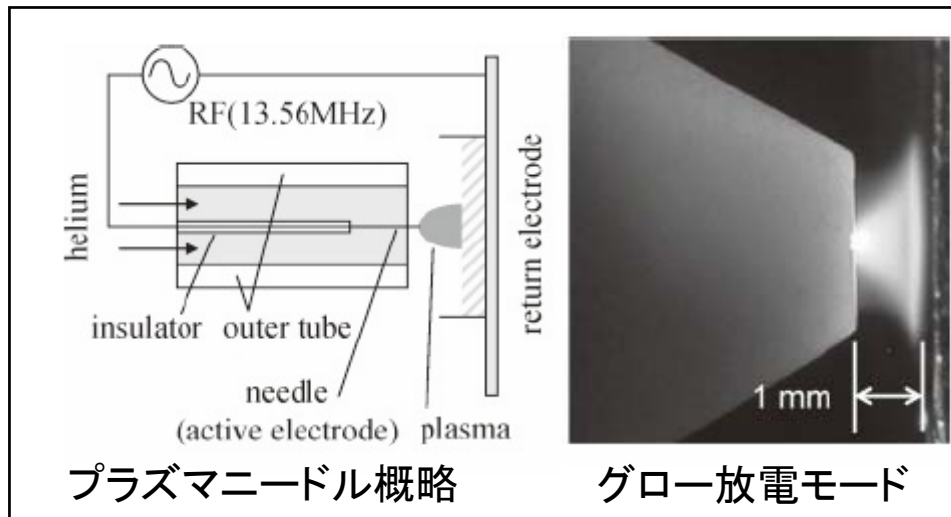 RF(13.56MHz)
helium
return electrode
insulator
outer tube
needle
(active electrode)
plasma
1 mm
プラズマニードル概略
グロー放電モード